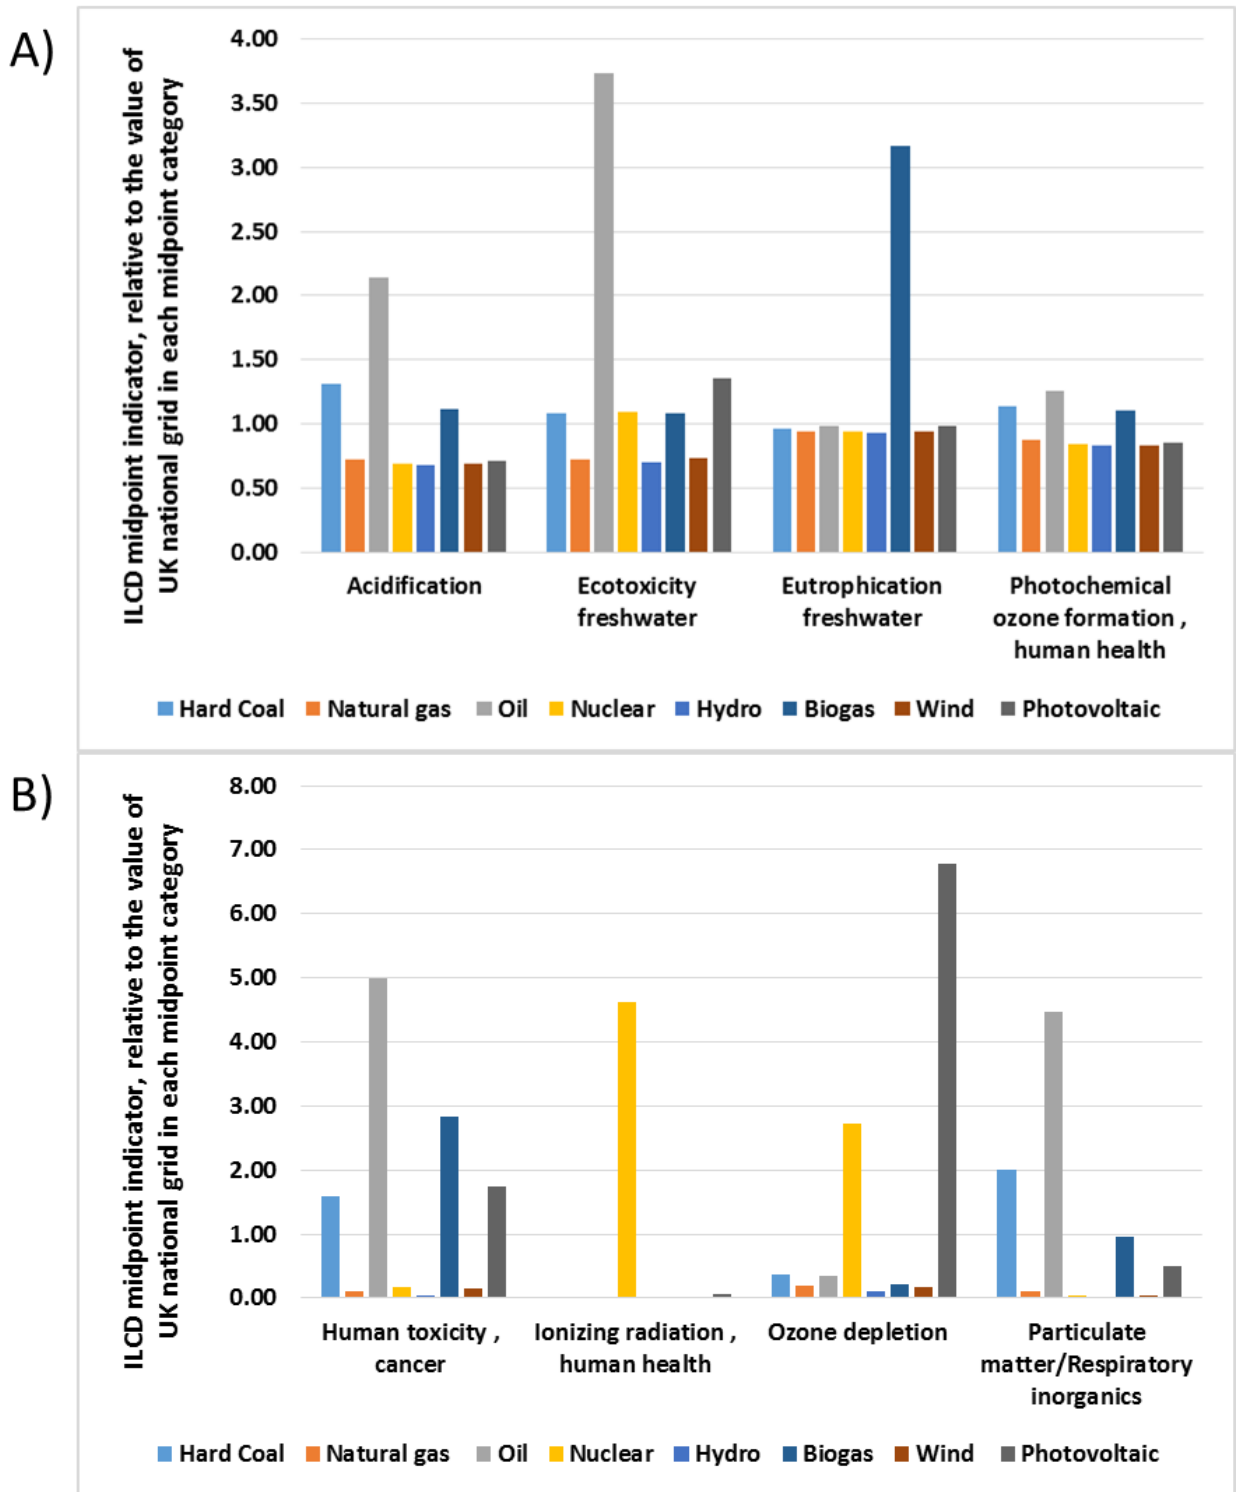 A)
ILCD midpoint indicator, relative to the value of
UK national grid in each midpoint category
4.00
3.50
3.00
2.50
2.00
1.50
1.00
0.50
0.00
Acidification
Ecotoxicity
freshwater
Eutrophication
freshwater
Photochemical
ozone formation ,
human health
Hard Coal Natural gas Oil Nuclear Hydro Biogas Wind Photovoltaic
B)
ILCD midpoint indicator, relative to the value of
UK national grid in each midpoint category
8.00
7.00
6.00
5.00
4.00
3.00
2.00
1.00
0.00
Human toxicity ,
cancer
Ionizing radiation ,
human health
Ozone depletion
Particulate
matter/Respiratory
inorganics
Hard Coal Natural gas Oil Nuclear Hydro Biogas Wind Photovoltaic